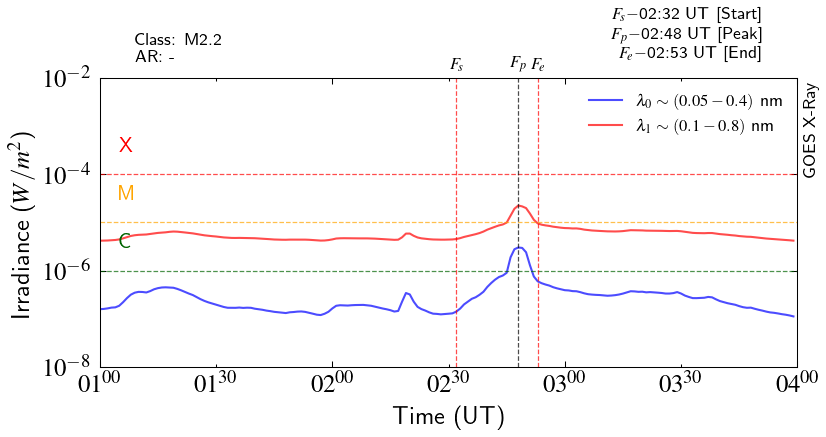 Class: M2.2
AR: -
Fs−02:32 UT [Start]
Fp−02:48 UT [Peak]
Fe−02:53 UT [End]
Fs Fp Fe
10−2
10−4
10−6
10−8
Irradiance (W/m2)
X
M
C
λ0 ∼ (0.05 − 0.4) nm
λ1 ∼ (0.1 − 0.8) nm
GOES X-Ray
0100 0130 0200 0230 0300 0330 0400
Time (UT)